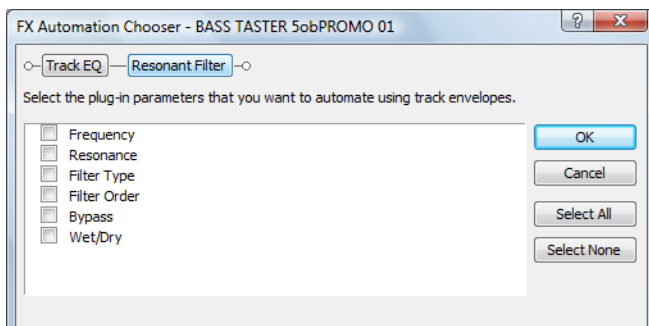 FX Automation Chooser - BASS TASTER 5obPROMO 01
Track EQ Resonant Filter
Select the plug-in parameters that you want to automate using track envelopes.
Frequency
Resonance
Filter Type
Filter Order
Bypass
Wet/Dry
OK
Cancel
Select All
Select None